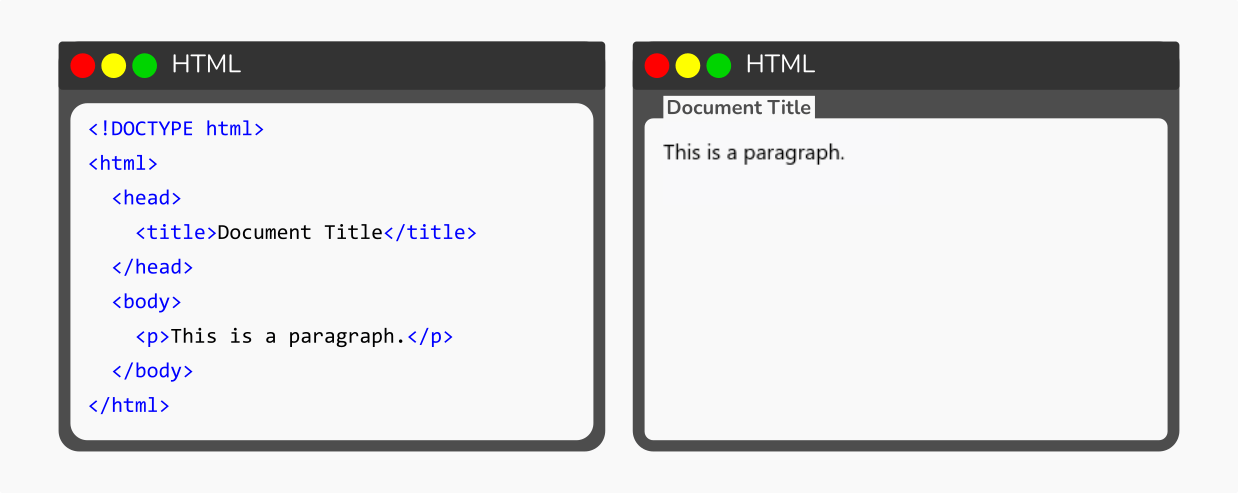 HTML
<!DOCTYPE html>
<html>
  <head>
    <title>Document Title</title>
  </head>
  <body>
    <p>This is a paragraph.</p>
  </body>
</html>
HTML
Document Title
This is a paragraph.